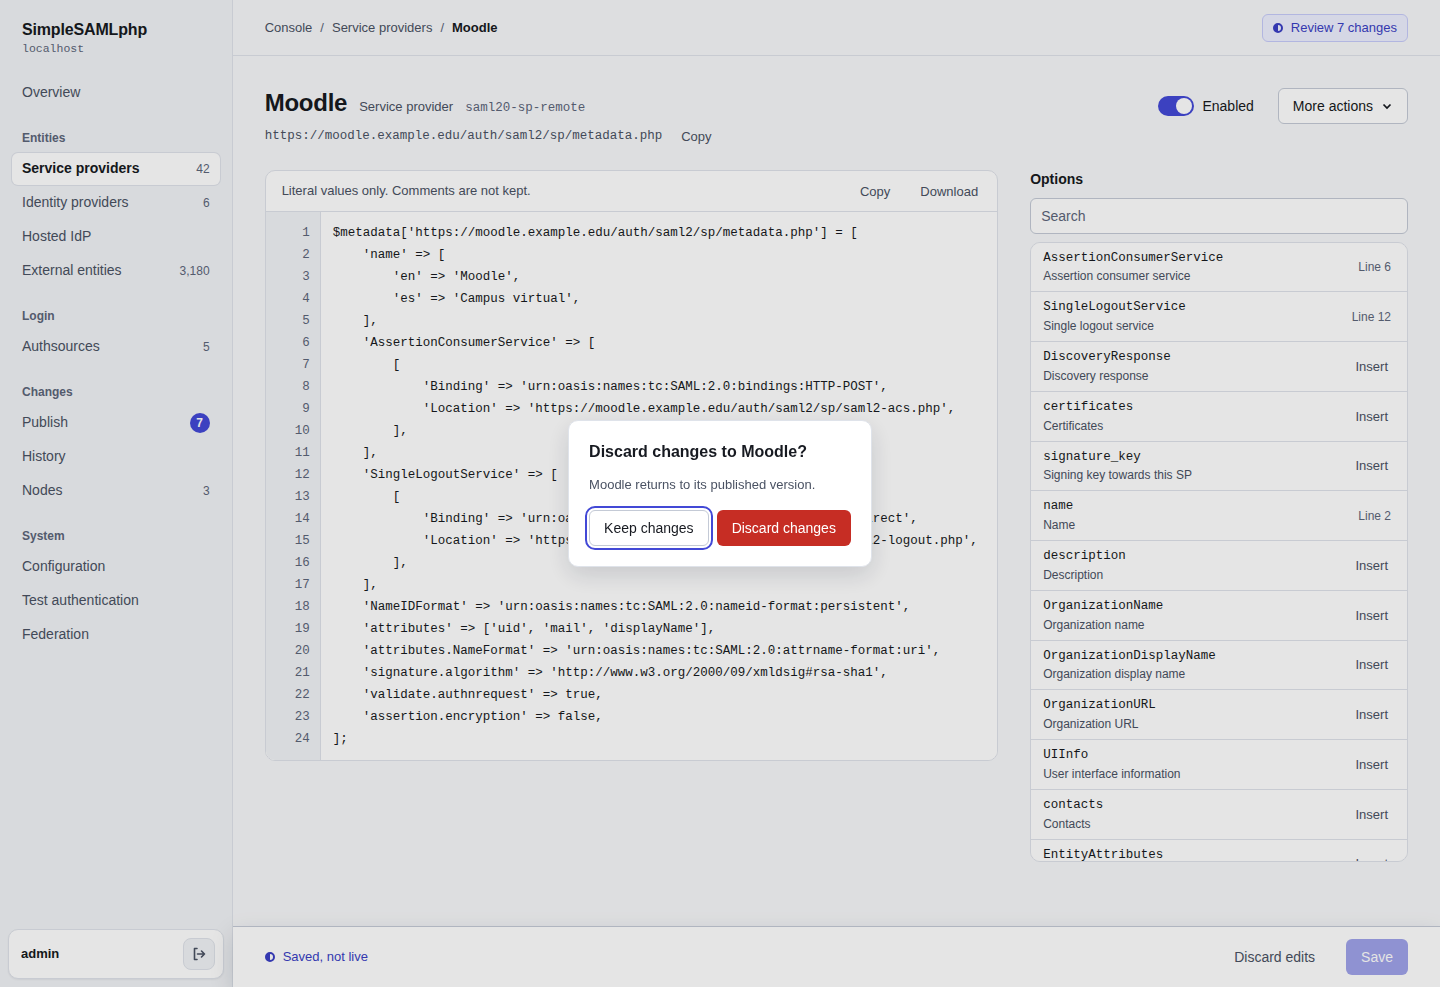 SimpleSAMLphp
localhost
Overview
Entities
Service providers 42
Identity providers 6
Hosted IdP
External entities 3,180
Login
Authsources 5
Changes
Publish 7
History
Nodes 3
System
Configuration
Test authentication
Federation
admin
Console / Service providers / Moodle
Review 7 changes
Moodle Service provider saml20-sp-remote
https://moodle.example.edu/auth/saml2/sp/metadata.php Copy
Enabled
More actions
Literal values only. Comments are not kept. Copy Download
1 $metadata['https://moodle.example.edu/auth/saml2/sp/metadata.php'] = [
2 'name' => [
3 'en' => 'Moodle',
4 'es' => 'Campus virtual',
5 ],
6 'AssertionConsumerService' => [
7 [
8 'Binding' => 'urn:oasis:names:tc:SAML:2.0:bindings:HTTP-POST',
9 'Location' => 'https://moodle.example.edu/auth/saml2/sp/saml2-acs.php',
10 ],
11 ],
12 'SingleLogoutService' => [
13 [
14 'Binding' => 'urn:oa rect',
15 'Location' => 'https 2-logout.php',
16 ],
17 ],
18 'NameIDFormat' => 'urn:oasis:names:tc:SAML:2.0:nameid-format:persistent',
19 'attributes' => ['uid', 'mail', 'displayName'],
20 'attributes.NameFormat' => 'urn:oasis:names:tc:SAML:2.0:attrname-format:uri',
21 'signature.algorithm' => 'http://www.w3.org/2000/09/xmldsig#rsa-sha1',
22 'validate.authnrequest' => true,
23 'assertion.encryption' => false,
24 ];
Discard changes to Moodle?
Moodle returns to its published version.
Keep changes Discard changes
Options
Search
AssertionConsumerService
Assertion consumer service
Line 6
SingleLogoutService
Single logout service
Line 12
DiscoveryResponse
Discovery response
Insert
certificates
Certificates
Insert
signature_key
Signing key towards this SP
Insert
name
Name
Line 2
description
Description
Insert
OrganizationName
Organization name
Insert
OrganizationDisplayName
Organization display name
Insert
OrganizationURL
Organization URL
Insert
UIInfo
User interface information
Insert
contacts
Contacts
Insert
EntityAttributes
Saved, not live
Discard edits
Save